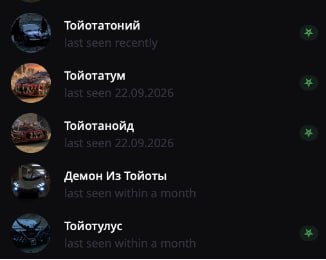 Тойотатоний
last seen recently
Тойотатум
last seen 22.09.2026
Тойотанойд
last seen 22.09.2026
Демон Из Тойоты
last seen within a month
Тойотулус
last seen within a month